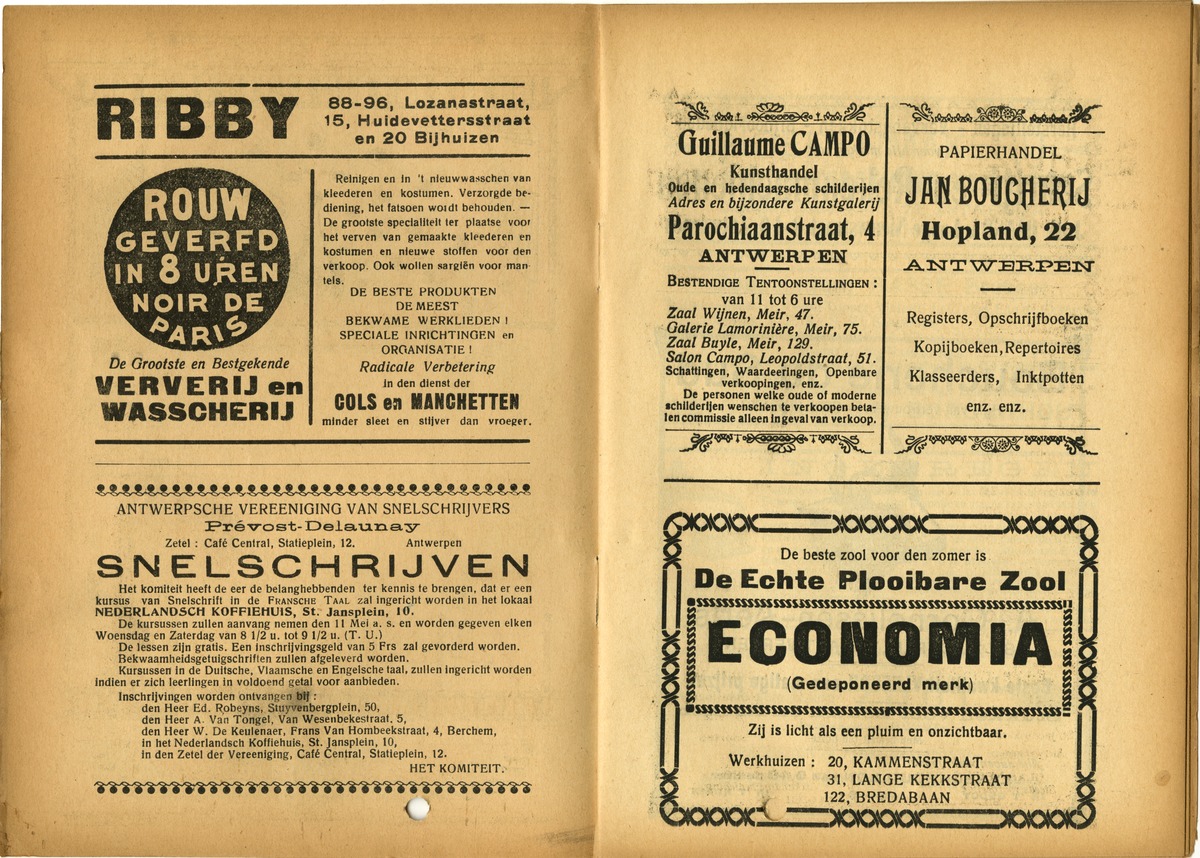 RIBBY
88-96, Lozanastraat,
15, Huidevettersstraat
en 20 Bijhuizen
ROUW
GEVERFD
IN 8 UREN
NOIR DE
PARIS
De Grootste en Bestgekende
VERVERIJ en
WASSCHERIJ
Reinigen en in 't nieuwwasschen van
kleederen en kostumen. Verzorgde be-
diening, het fatsoen wordt behouden. —
De grootste specialiteit ter plaatse voor
het verven van gemaakte kleederen en
kostumen en nieuwe stoffen voor den
verkoop. Ook wollen sargiën voor man-
tels.
DE BESTE PRODUKTEN
DE MEEST
BEKWAME WERKLIEDEN !
SPECIALE INRICHTINGEN en
ORGANISATIE !
Radicale Verbetering
in den dienst der
COLS en MANCHETTEN
minder sleet en stijver dan vroeger.
ANTWERPSCHE VEREENIGING VAN SNELSCHRIJVERS
Prévost-Delaunay
Zetel : Café Central, Statieplein, 12. Antwerpen
SNELSCHRIJVEN
Het komiteit heeft de eer de belanghebbenden ter kennis te brengen, dat er een
kursus van Snelschrift in de FRANSCHE TAAL zal ingericht worden in het lokaal
NEDERLANDSCH KOFFIEHUIS, St. Jansplein, 10.
De kursussen zullen aanvang nemen den 11 Mei a. s. en worden gegeven elken
Woensdag en Zaterdag van 8 1/2 u. tot 9 1/2 u. (T. U.)
De lessen zijn gratis. Een inschrijvingsgeld van 5 Frs zal gevorderd worden.
Bekwaamheidsgetuigschriften zullen afgeleverd worden.
Kursussen in de Duitsche, Vlaamsche en Engelsche taal, zullen ingericht worden
indien er zich leerlingen in voldoend getal voor aanbieden.
Inschrijvingen worden ontvangen bij :
den Heer Ed. Robeyns, Stuyvenbergplein, 50,
den Heer A. Van Tongel, Van Wesenbekestraat. 5,
den Heer W. De Keulenaer, Frans Van Hombeekstraat, 4, Berchem,
in het Nederlandsch Koffiehuis, St. Jansplein, 10,
in den Zetel der Vereeniging, Café Central, Statieplein, 12.
HET KOMITEIT.
Guillaume CAMPO
Kunsthandel
Oude en hedendaagsche schilderijen
Adres en bijzondere Kunstgalerij
Parochiaanstraat, 4
ANTWERPEN
BESTENDIGE TENTOONSTELLINGEN :
van 11 tot 6 ure
Zaal Wijnen, Meir, 47.
Galerie Lamorinière, Meir, 75.
Zaal Buyle, Meir, 129.
Salon Campo, Leopoldstraat, 51.
Schattingen, Waardeeringen, Openbare
verkoopingen, enz.
De personen welke oude of moderne
schilderijen wenschen te verkoopen beta-
len commissie alleen in geval van verkoop.
PAPIERHANDEL
JAN BOUCHERIJ
Hopland, 22
ANTWERPEN
Registers, Opschrijfboeken
Kopijboeken, Repertoires
Klasseerders, Inktpotten
enz. enz.
De beste zool voor den zomer is
De Echte Plooibare Zool
ECONOMIA
(Gedeponeerd merk)
Zij is licht als een pluim en onzichtbaar.
Werkhuizen : 20, KAMMENSTRAAT
31, LANGE KEKKSTRAAT
122, BREDABAAN